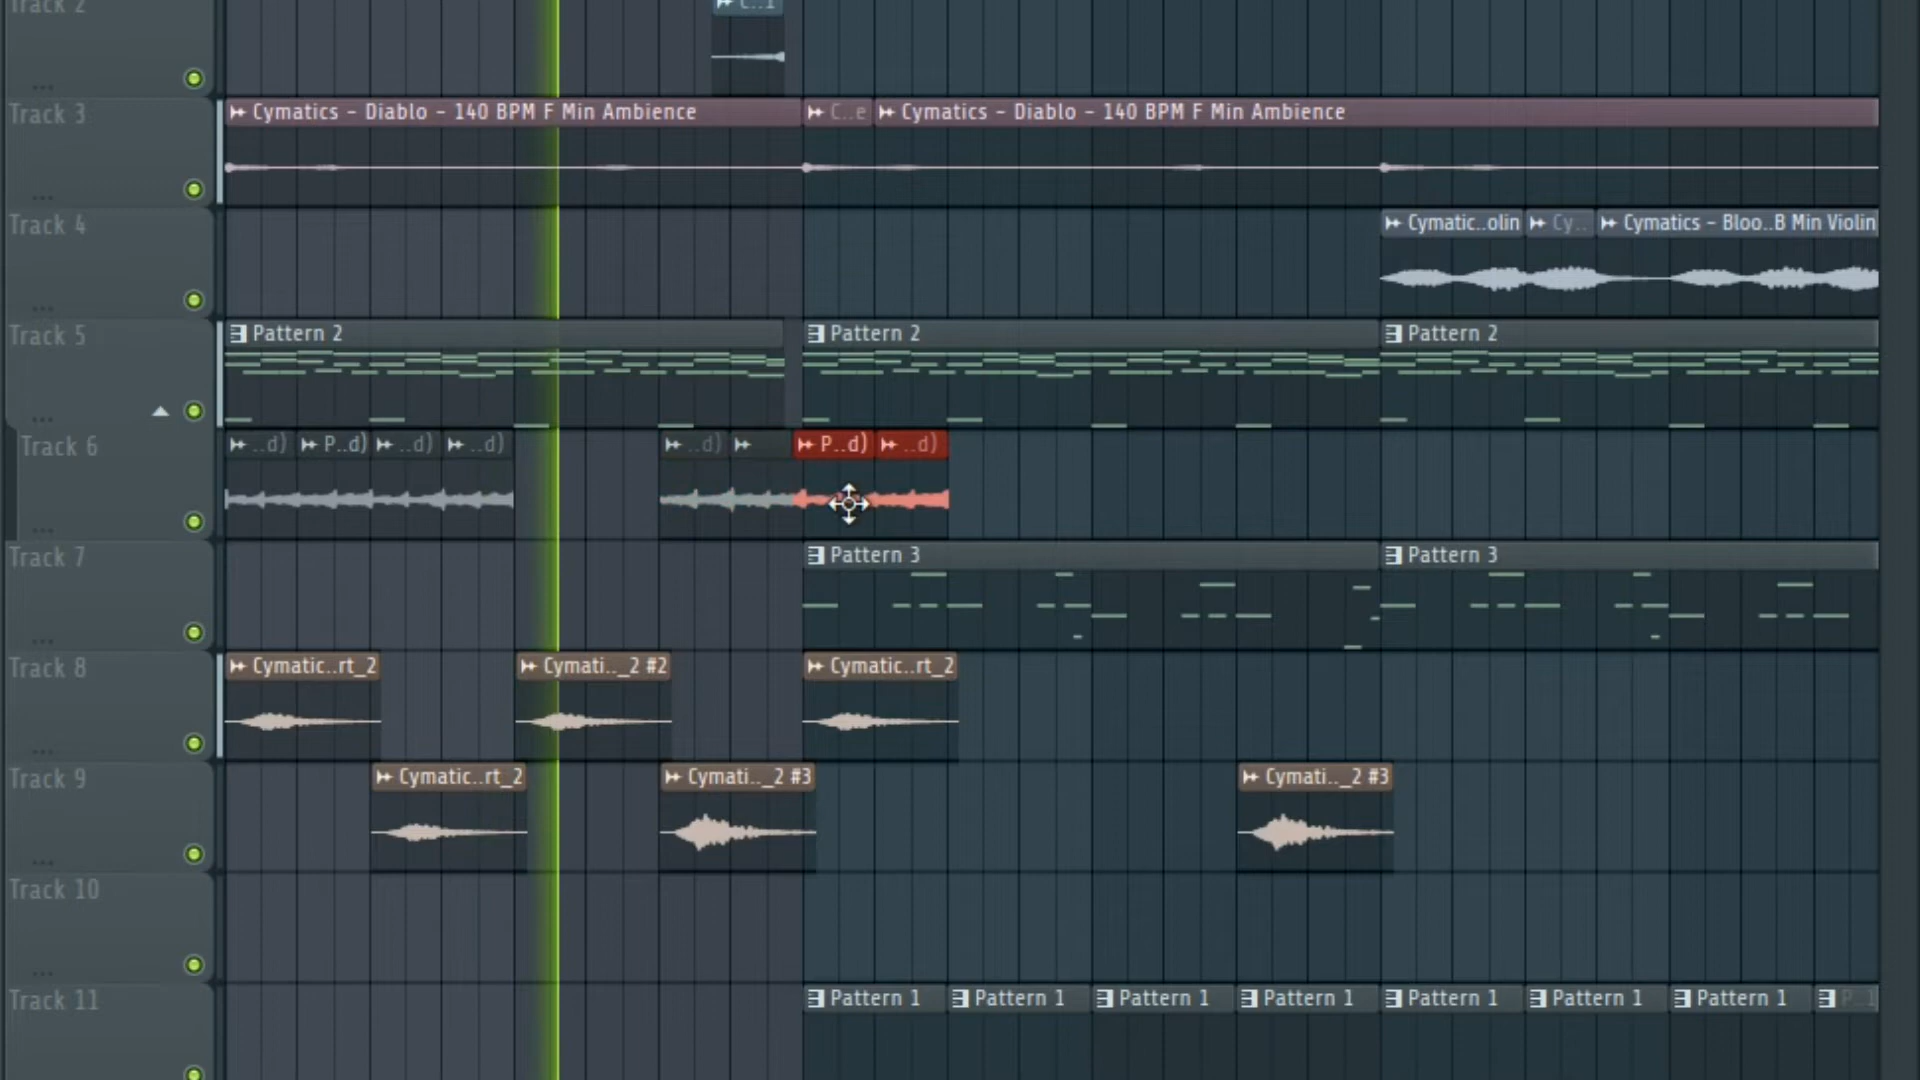 Track 2
C..1
Track 3
Cymatics - Diablo - 140 BPM F Min Ambience
C..e
Cymatics - Diablo - 140 BPM F Min Ambience
Track 4
Cymatic..olin
Cy..
Cymatics - Bloo..B Min Violin
Track 5
Pattern 2
Pattern 2
Pattern 2
Track 6
..d)
P..d)
..d)
..d)
..d)
P..d)
..d)
Track 7
Pattern 3
Pattern 3
Track 8
Cymatic..rt_2
Cymati.._2 #2
Cymatic..rt_2
Track 9
Cymatic..rt_2
Cymati.._2 #3
Cymati.._2 #3
Track 10
Track 11
Pattern 1
Pattern 1
Pattern 1
Pattern 1
Pattern 1
Pattern 1
Pattern 1
P..1